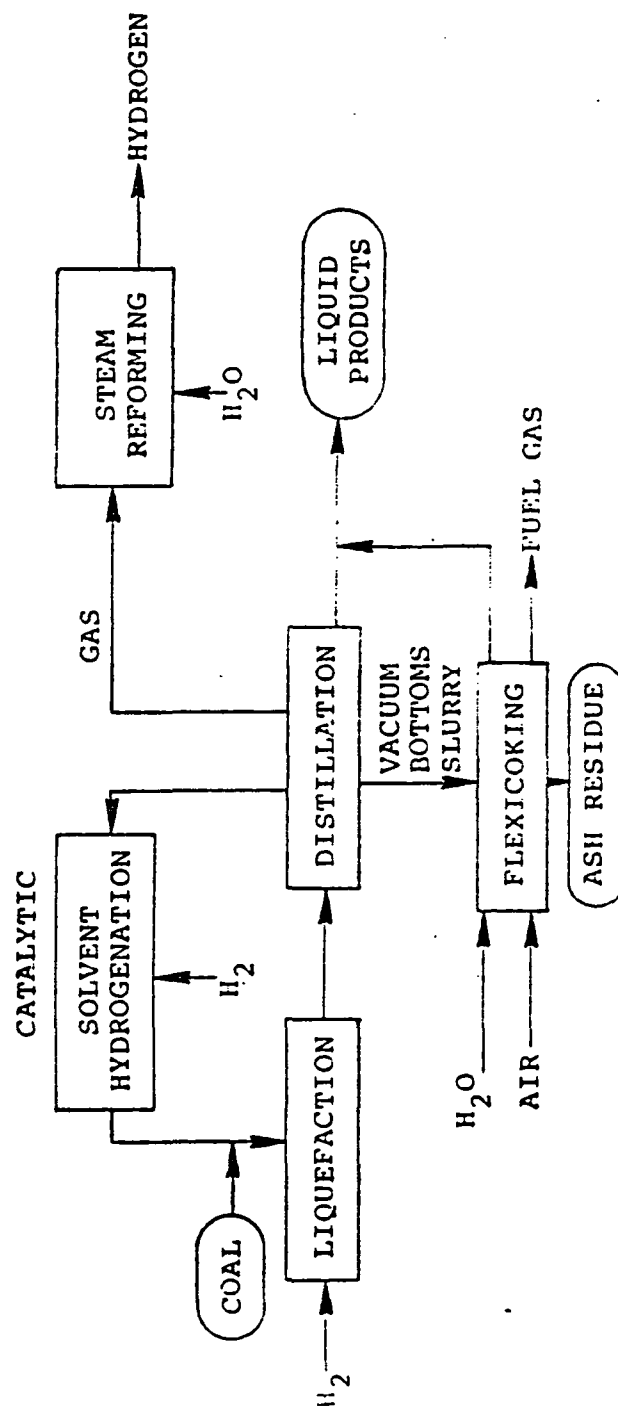 CATALYTIC
SOLVENT
HYDROGENATION
H2
GAS
STEAM
REFORMING
H2O
HYDROGEN
COAL
H2
LIQUEFACTION
DISTILLATION
LIQUID
PRODUCTS
VACUUM
BOTTOMS
SLURRY
H2O
AIR
FLEXICOKING
FUEL GAS
ASH RESIDUE